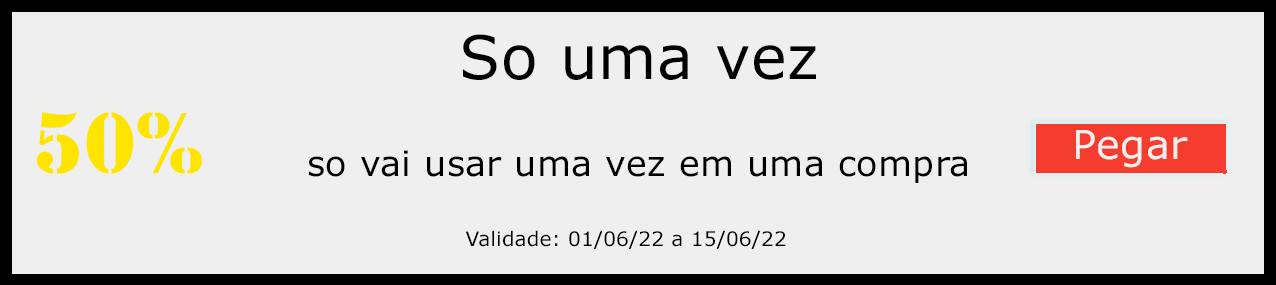 So uma vez
50%
so vai usar uma vez em uma compra
Pegar
Validade: 01/06/22 a 15/06/22